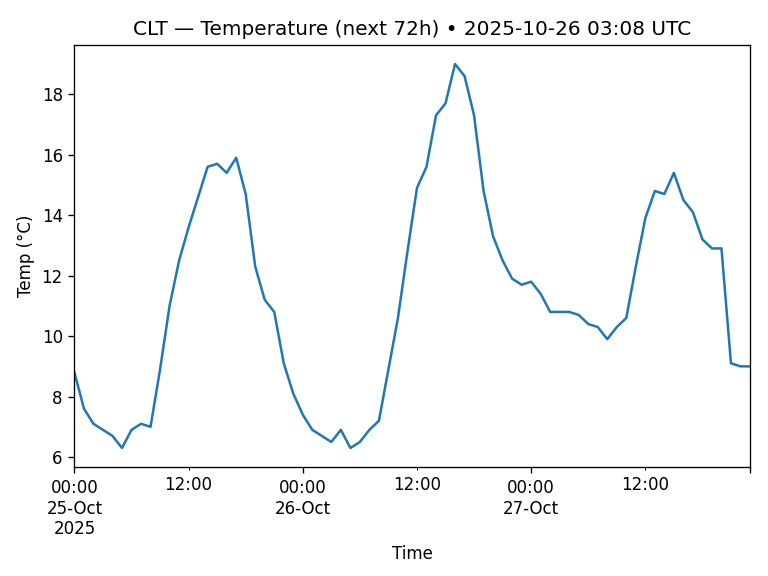 CLT — Temperature (next 72h) • 2025-10-26 03:08 UTC
Temp (°C)
18
16
14
12
10
8
6
00:00 12:00 00:00 12:00 00:00 12:00
25-Oct 26-Oct 27-Oct
2025
Time